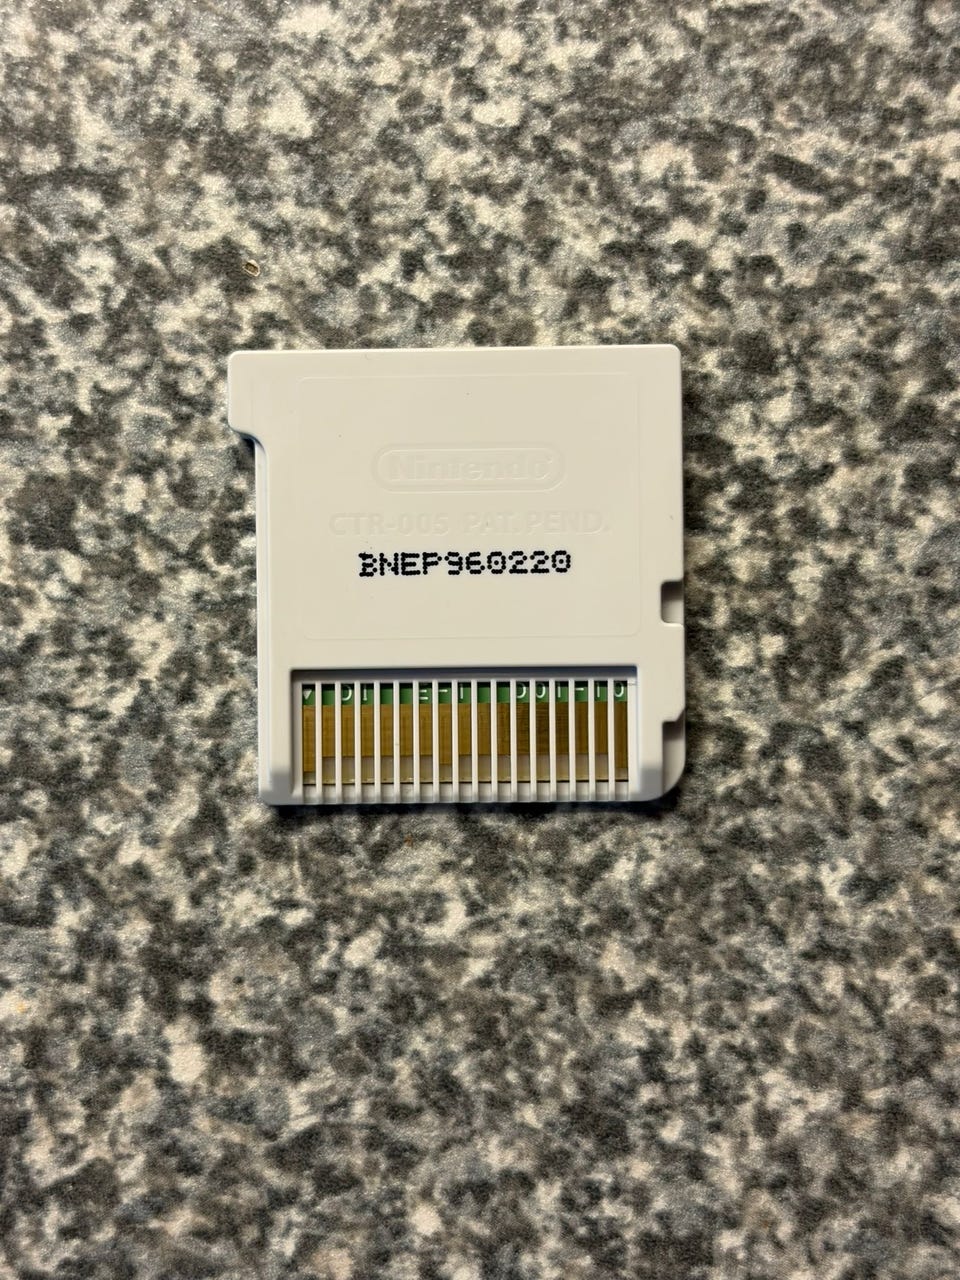 Nintendo
CTR-005 PAT. PEND.
BNEP960220